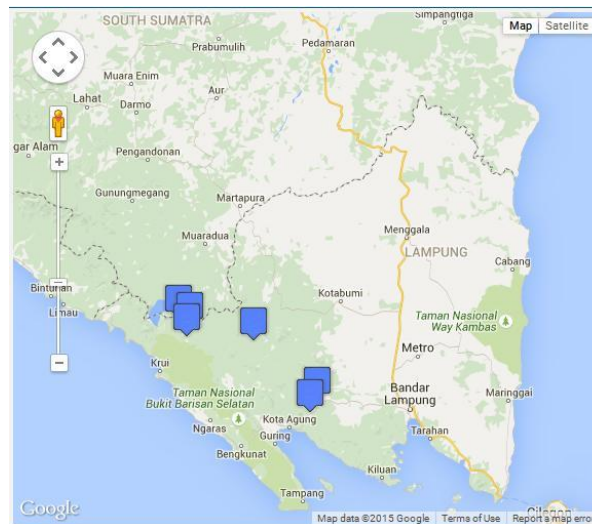 SOUTH SUMATRA
Simpangtiga
Map
Satellite
Prabumulih
Pedamaran
Muara Enim
Lahat
Aur
Darmo
gar Alam
Pengandonan
Gunungmegang
Martapura
Muaradua
Menggala
LAMPUNG
Cabang
Bintunan
Limau
Kotabumi
Taman Nasional
Way Kambas
Metro
Krui
Taman Nasional
Bukit Barisan Selatan
Bandar
Lampung
Maringgai
Kota Agung
Ngaras
Guring
Tarahan
Bengkunat
Kiluan
Tampang
Google
Map data ©2015 Google
Terms of Use
Report a map erro